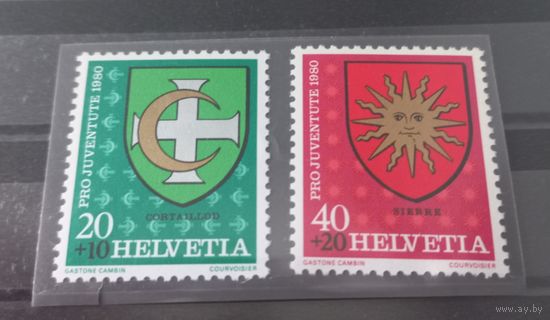 PRO JUVENTUTE 1980
CORTAILLOD
20
+10 HELVETIA
GASTONE CAMBIN COURVOISIER
PRO JUVENTUTE 1980
SIERRE
40
+20 HELVETIA
GASTONE CAMBIN COURVOISIER
www.ay.by